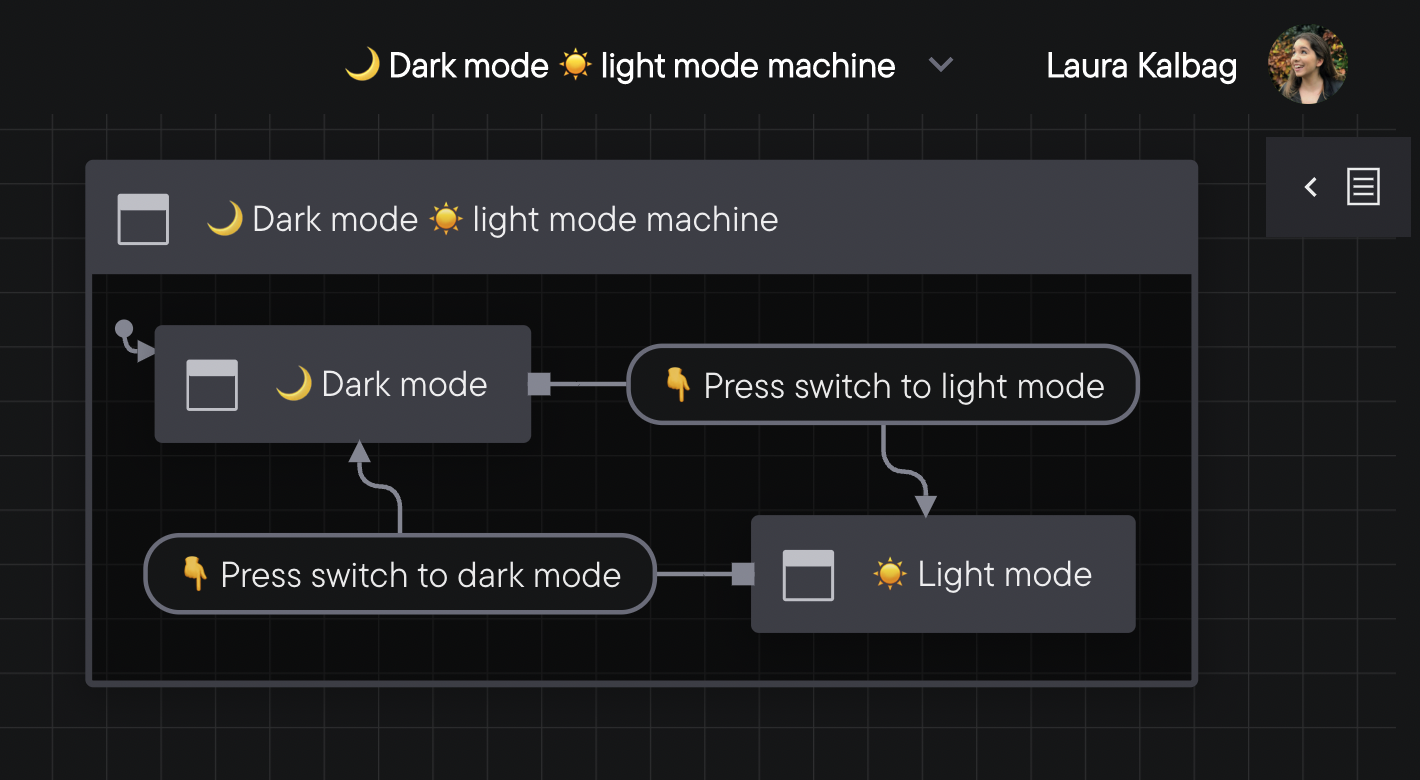 🌙 Dark mode ☀️ light mode machine
Laura Kalbag
🌙 Dark mode ☀️ light mode machine
🌙 Dark mode
👇 Press switch to light mode
👇 Press switch to dark mode
☀️ Light mode